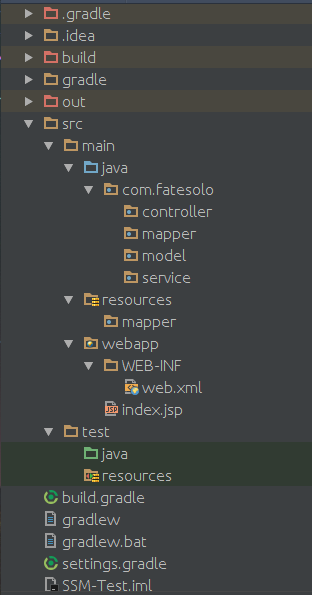 .gradle
.idea
build
gradle
out
src
main
java
com.fatesolo
controller
mapper
model
service
resources
mapper
webapp
WEB-INF
web.xml
index.jsp
test
java
resources
build.gradle
gradlew
gradlew.bat
settings.gradle
SSM-Test.iml